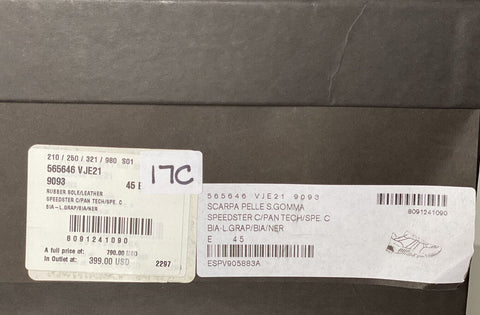 210 / 250 / 321 / 980 S01
565646 VJE21
9093 45 E
RUBBER SOLE/LEATHER
SPEEDSTER C/PAN TECH/SPE. C
BIA-L.GRAP/BIA/NER
8091241090
A full price at: 790.00 USD
In Outlet at: 399.00 USD 2297
17C
565646 VJE21 9093
SCARPA PELLE S.GOMMA
SPEEDSTER C/PAN TECH/SPE. C
BIA-L.GRAP/BIA/NER
E 45
ESPV905883A
8091241090